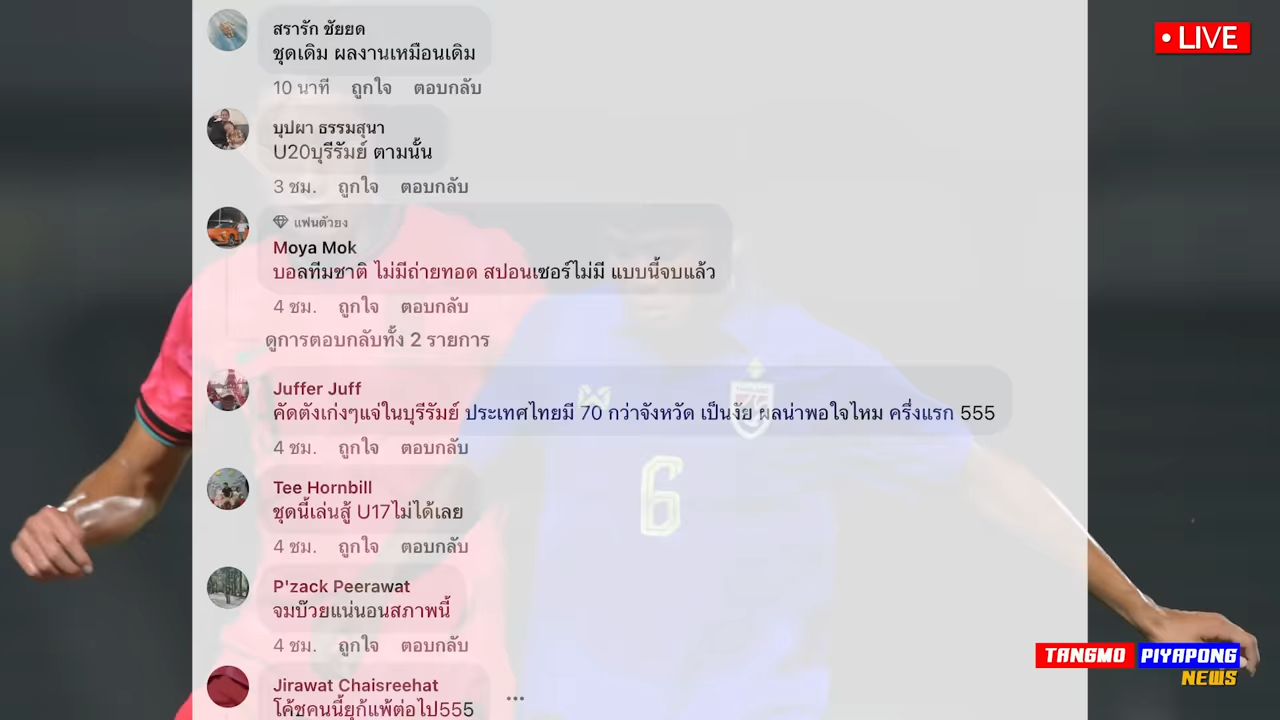 สรารัก ชัยยด
ชุดเดิม ผลงานเหมือนเดิม
10 นาที ถูกใจ ตอบกลับ
บุปผา ธรรมสุนา
U20บุรีรัมย์ ตามนั้น
3 ชม. ถูกใจ ตอบกลับ
แฟนตัวยง
Moya Mok
บอลทีมชาติ ไม่มีถ่ายทอด สปอนเซอร์ไม่มี แบบนี้จบแล้ว
4 ชม. ถูกใจ ตอบกลับ
ดูการตอบกลับทั้ง 2 รายการ
Juffer Juff
คัดตังเก่งๆแจ่ในบุรีรัมย์ ประเทศไทยมี 70 กว่าจังหวัด เป็นงัย ผลน่าพอใจไหม ครึ่งแรก 555
4 ชม. ถูกใจ ตอบกลับ
Tee Hornbill
ชุดนี้เล่นสู้ U17ไม่ได้เลย
4 ชม. ถูกใจ ตอบกลับ
P'zack Peerawat
จมบ๊วยแน่นอนสภาพนี้
4 ชม. ถูกใจ ตอบกลับ
Jirawat Chaisreehat
โค้ชคนนี้ยุก้แพ้ต่อไป555
6
• LIVE
TANGMO PIYAPONG
NEWS